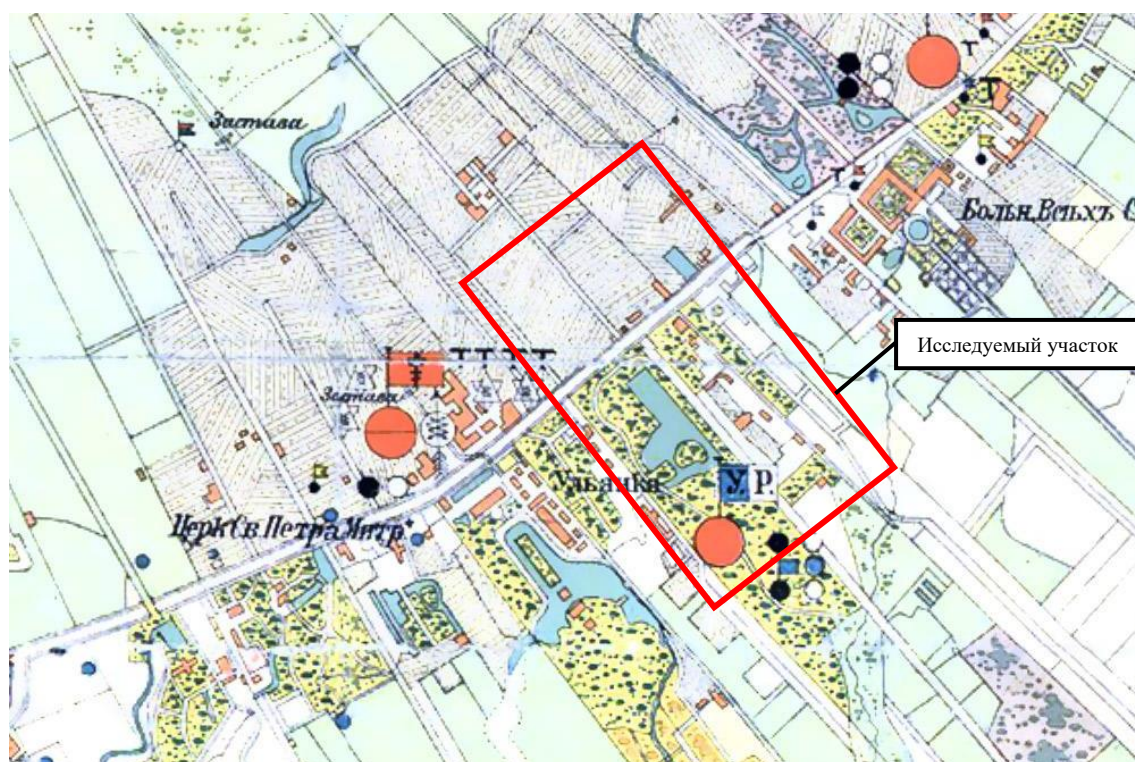 Застава
Больн. Всѣхъ С
Исследуемый участок
Застава
Ульянка
У. Р.
Церк. Св. Петра Митр.